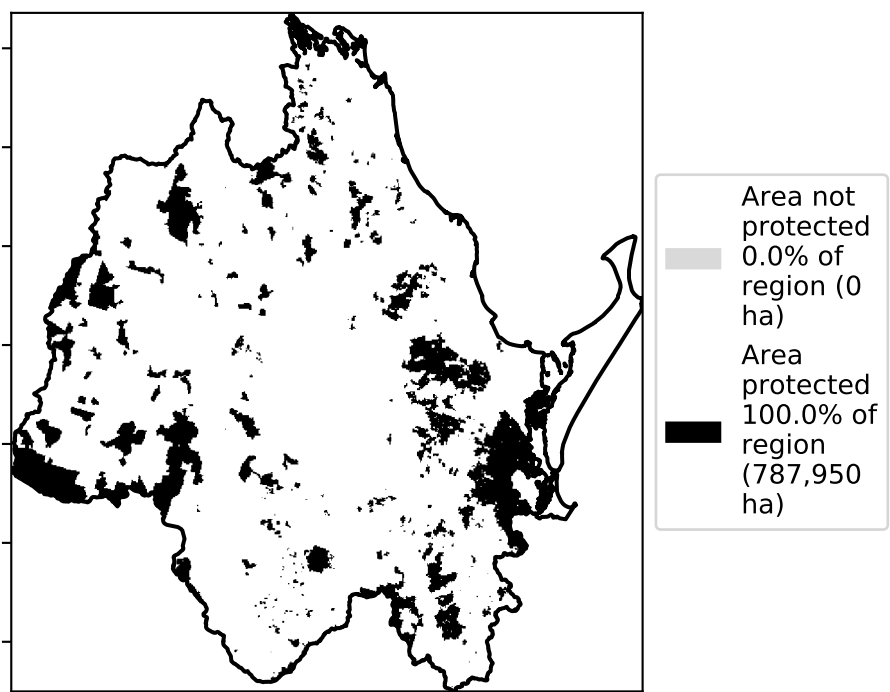 Area not
protected
0.0% of
region (0
ha)
Area
protected
100.0% of
region
(787,950
ha)